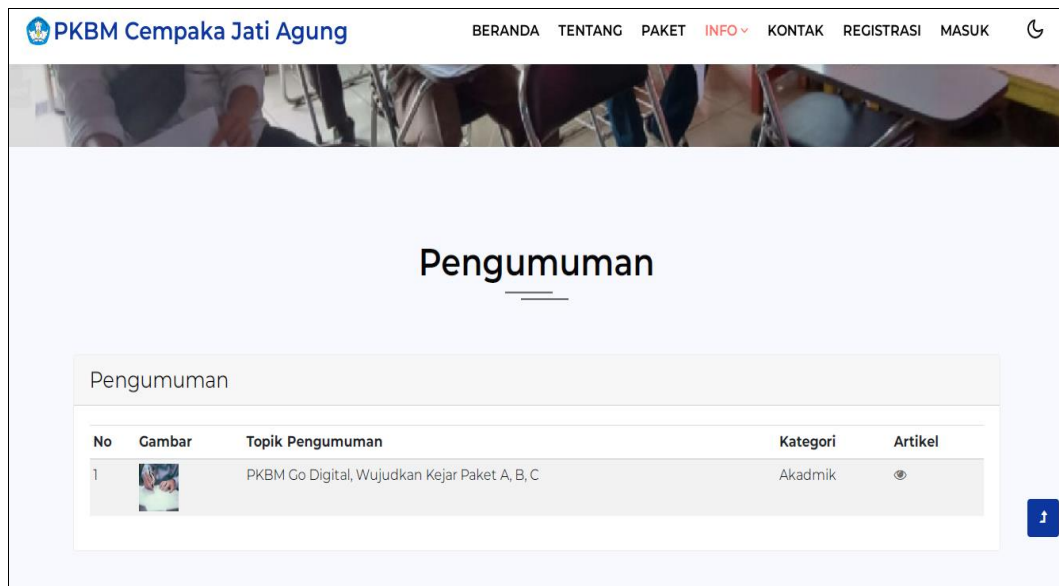 PKBM Cempaka Jati Agung BERANDA TENTANG PAKET INFO KONTAK REGISTRASI MASUK
Pengumuman
Pengumuman
No Gambar Topik Pengumuman Kategori Artikel
1 PKBM Go Digital, Wujudkan Kejar Paket A, B, C Akadmik